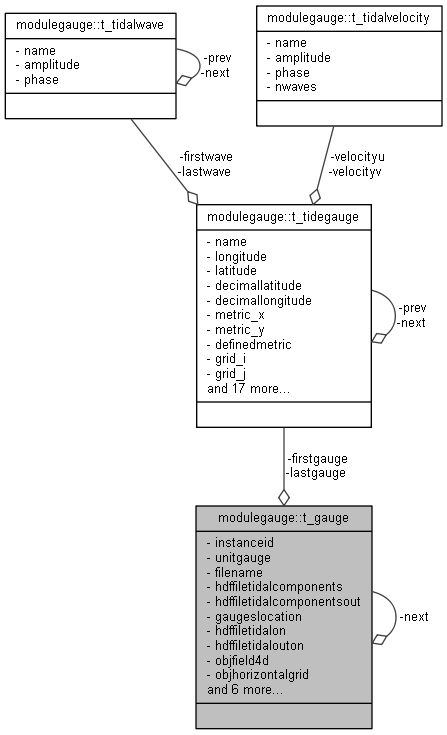 modulegauge::t_tidalwave
- name
- amplitude
- phase
-prev
-next
modulegauge::t_tidalvelocity
- name
- amplitude
- phase
- nwaves
-firstwave
-lastwave
-velocityu
-velocityv
modulegauge::t_tidegauge
- name
- longitude
- latitude
- decimallatitude
- decimallongitude
- metric_x
- metric_y
- definedmetric
- grid_i
- grid_j
and 17 more...
-prev
-next
-firstgauge
-lastgauge
modulegauge::t_gauge
- instanceid
- unitgauge
- filename
- hdffiletidalcomponents
- hdffiletidalcomponentsout
- gaugeslocation
- hdffiletidalon
- hdffiletidalouton
- objfield4d
- objhorizontalgrid
and 6 more...
-next